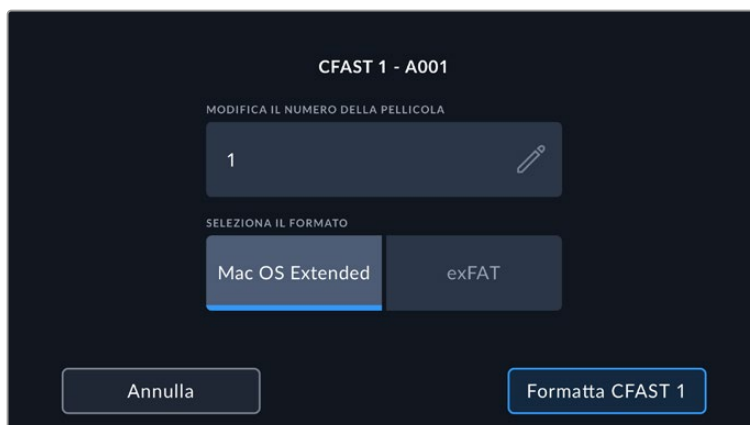 CFAST 1 - A001
MODIFICA IL NUMERO DELLA PELLICOLA
1
SELEZIONA IL FORMATO
Mac OS Extended
exFAT
Annulla
Formatta CFAST 1